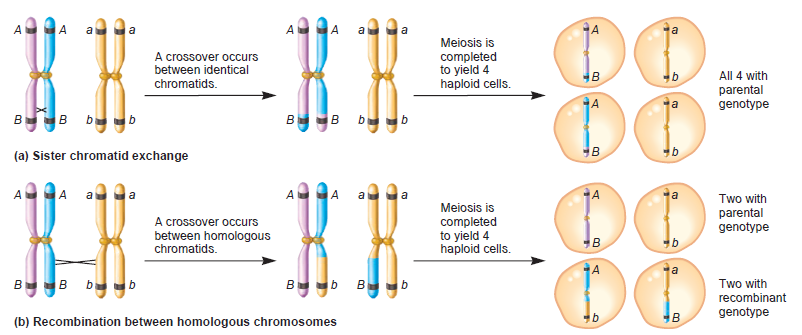 A A a a
B B b b
A crossover occurs
between identical
chromatids.
A A a a
B B b b
Meiosis is
completed
to yield 4
haploid cells.
A a
B b
A a
B b
All 4 with
parental
genotype
(a) Sister chromatid exchange
A A a a
B B b b
A crossover occurs
between homologous
chromatids.
A A a a
B b B b
Meiosis is
completed
to yield 4
haploid cells.
A a
B b
Two with
parental
genotype
A a
b B
Two with
recombinant
genotype
(b) Recombination between homologous chromosomes